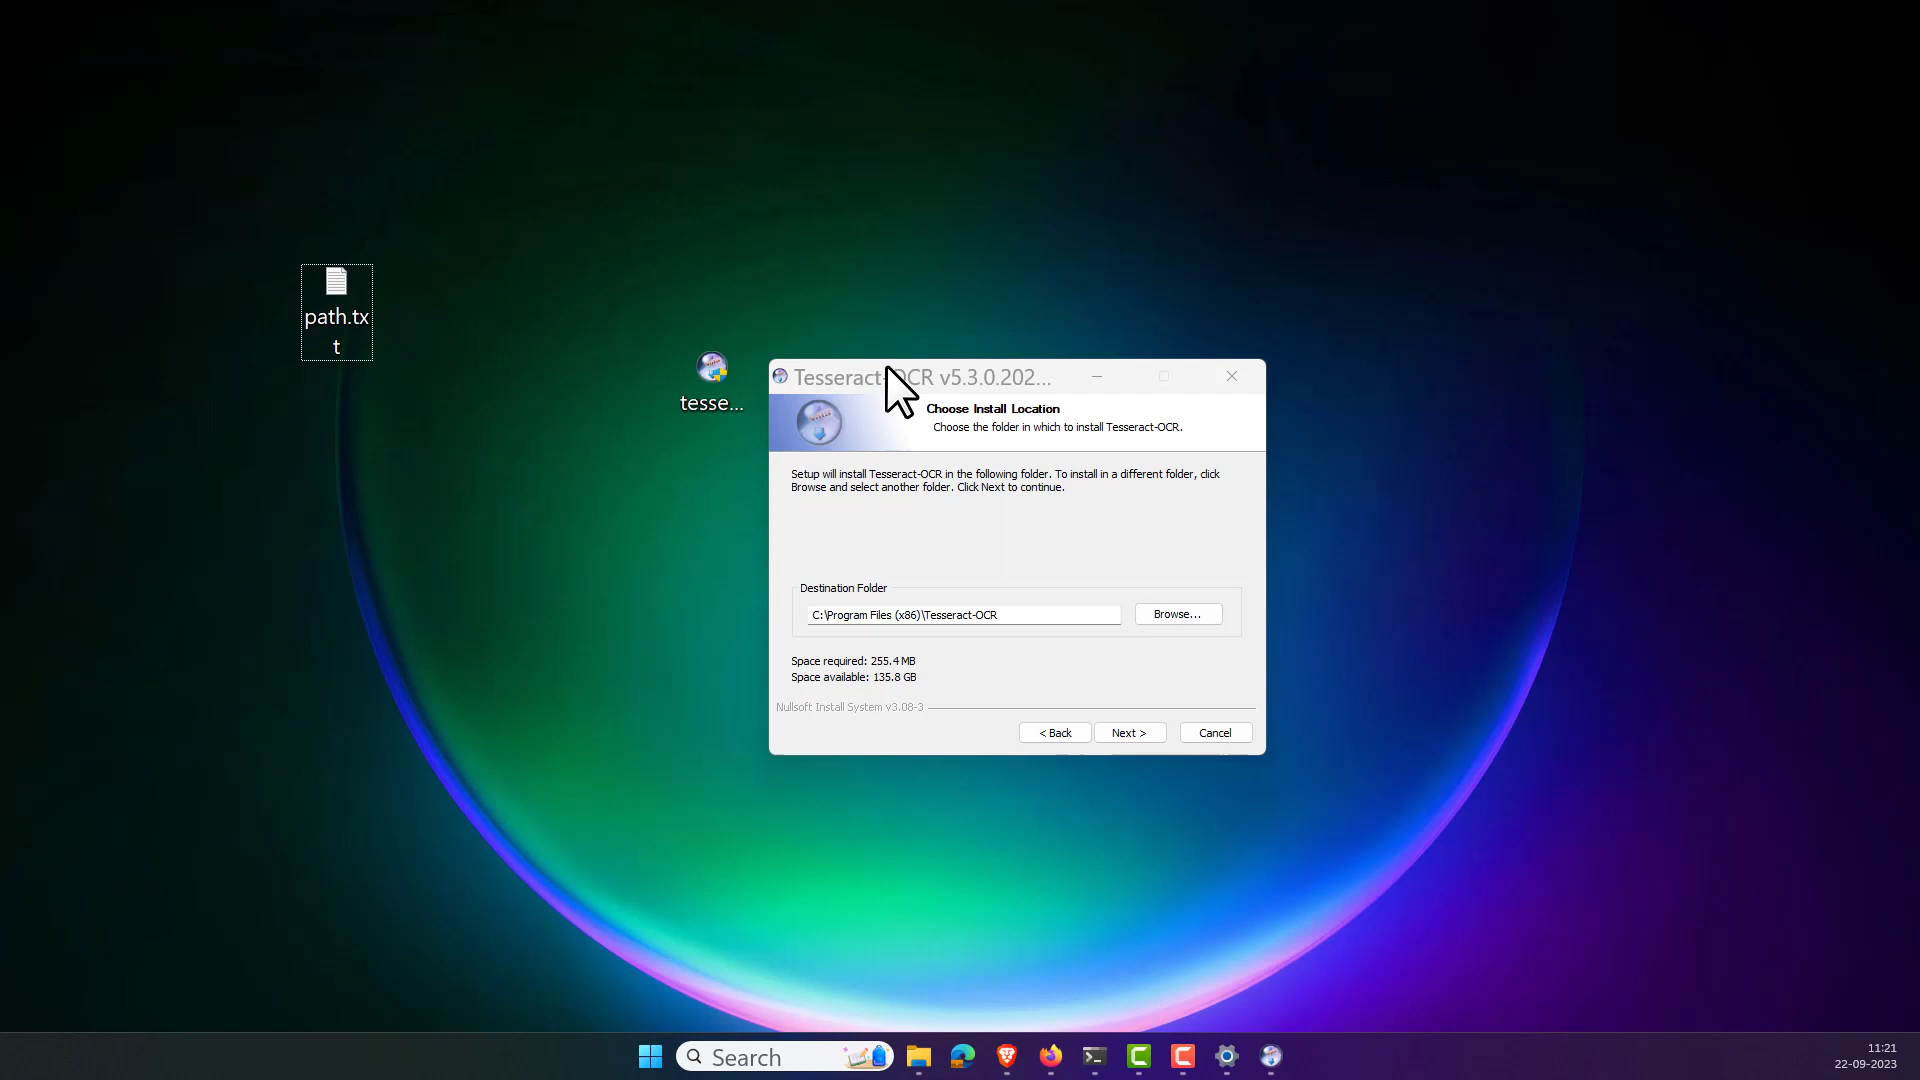 path.tx
t
tesse...
Tesseract-OCR v5.3.0.202...
Choose Install Location
Choose the folder in which to install Tesseract-OCR.
Setup will install Tesseract-OCR in the following folder. To install in a different folder, click
Browse and select another folder. Click Next to continue.
Destination Folder
C:\Program Files (x86)\Tesseract-OCR
Browse...
Space required: 255.4 MB
Space available: 135.8 GB
Nullsoft Install System v3.08-3
< Back
Next >
Cancel
Search
11:21
22-09-2023